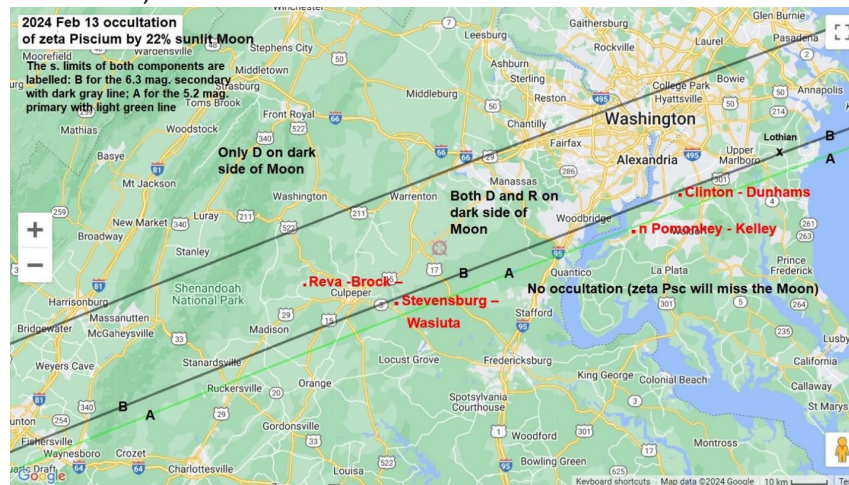 2024 Feb 13 occultation
of zeta Piscium by 22% sunlit Moon
The s. limits of both components are
labelled: B for the 6.3 mag. secondary
with dark gray line; A for the 5.2 mag.
primary with light green line
Glen Burnie
Gaithersburg
Leesburg
Rockville
Laurel
Pasadena
Moorefield
Wardensville
Stephens City
Winchester
Middletown
Strasburg
Toms Brook
Front Royal
Middleburg
Ashburn
Sterling
Reston
Chantilly
Fairfax
College Park
Hyattsville
Bowie
Annapolis
Washington
Mathias
Woodstock
Basye
Mt Jackson
Only D on dark
side of Moon
Washington
Warrenton
Manassas
Alexandria
Upper
Marlboro
Lothian
x
B
A
New Market
Luray
Broadway
Stanley
Both D and R on
dark side of
Moon
Woodbridge
Clinton - Dunhams
n Pomonkey - Kelley
Shenandoah
National Park
Harrisonburg
Massanutten
Bridgewater
McGaheysville
Reva -Brock –
Culpeper
Stevensburg –
Wasiuta
B
A
Quantico
La Plata
Prince
Frederick
No occultation (zeta Psc will miss the Moon)
Stafford
Madison
Stanardsville
Weyers Cave
Locust Grove
Fredericksburg
Lusby
California
Ruckersville
Orange
King George
Colonial Beach
Callaway
St Marys
B
A
Gordonsville
Spotsylvania
Courthouse
Fishersville
Waynesboro
Crozet
Charlottesville
Louisa
Woodford
Bowling Green
Montross
Google
Keyboard shortcuts
Map data ©2024 Google
10 km